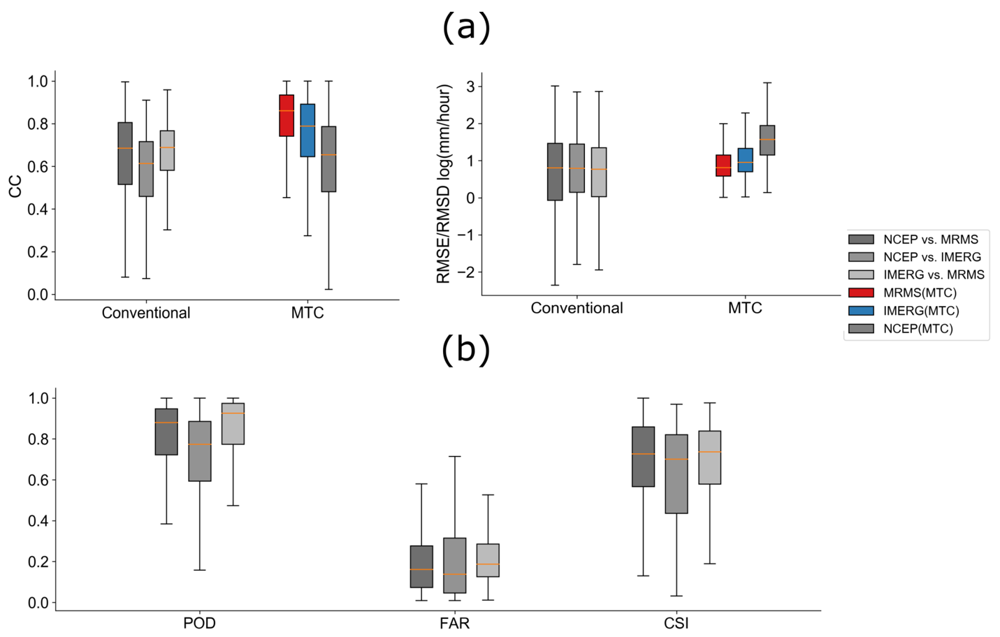 (a)
1.0
0.8
0.6
0.4
0.2
0.0
CC
Conventional
MTC
3
2
1
0
−1
−2
RMSE/RMSD log(mm/hour)
Conventional
MTC
NCEP vs. MRMS
NCEP vs. IMERG
IMERG vs. MRMS
MRMS(MTC)
IMERG(MTC)
NCEP(MTC)
(b)
1.0
0.8
0.6
0.4
0.2
0.0
POD
FAR
CSI